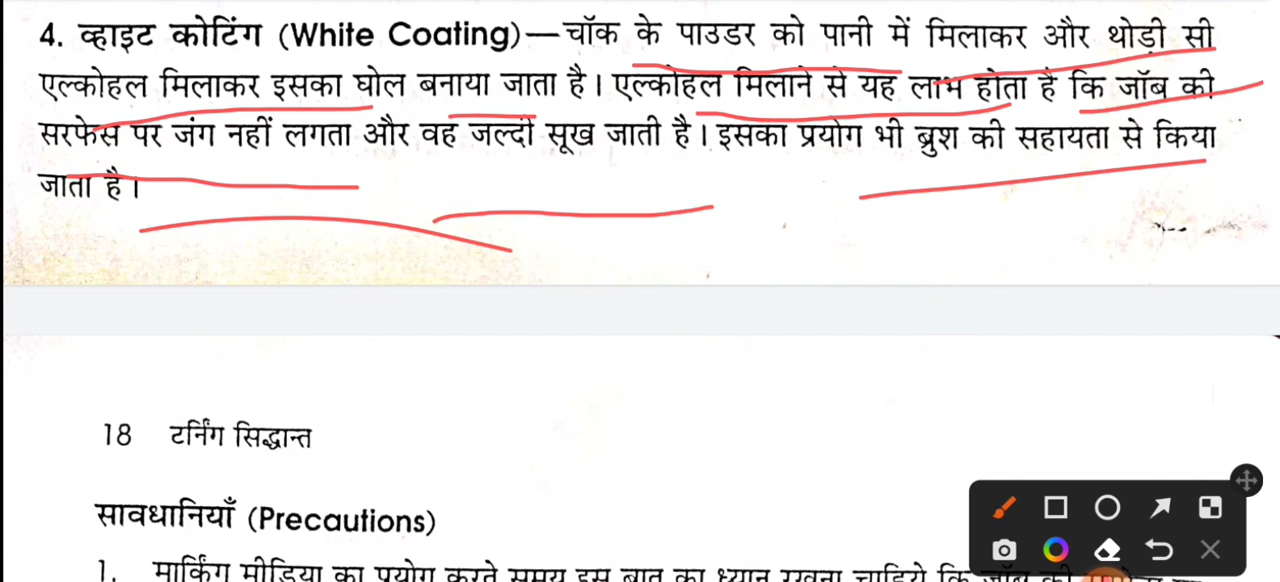 4. व्हाइट कोटिंग (White Coating)—चॉक के पाउडर को पानी में मिलाकर और थोड़ी सी
एल्कोहल मिलाकर इसका घोल बनाया जाता है। एल्कोहल मिलाने से यह लाभ होता है कि जॉब की
सरफेस पर जंग नहीं लगता और वह जल्दी सूख जाती है। इसका प्रयोग भी ब्रुश की सहायता से किया
जाता है।
18 टर्निंग सिद्धान्त
सावधानियाँ (Precautions)
1. मार्किंग मीडिया का प्रयोग करते समय इस बात का ध्यान रखना चाहिये कि जॉब की